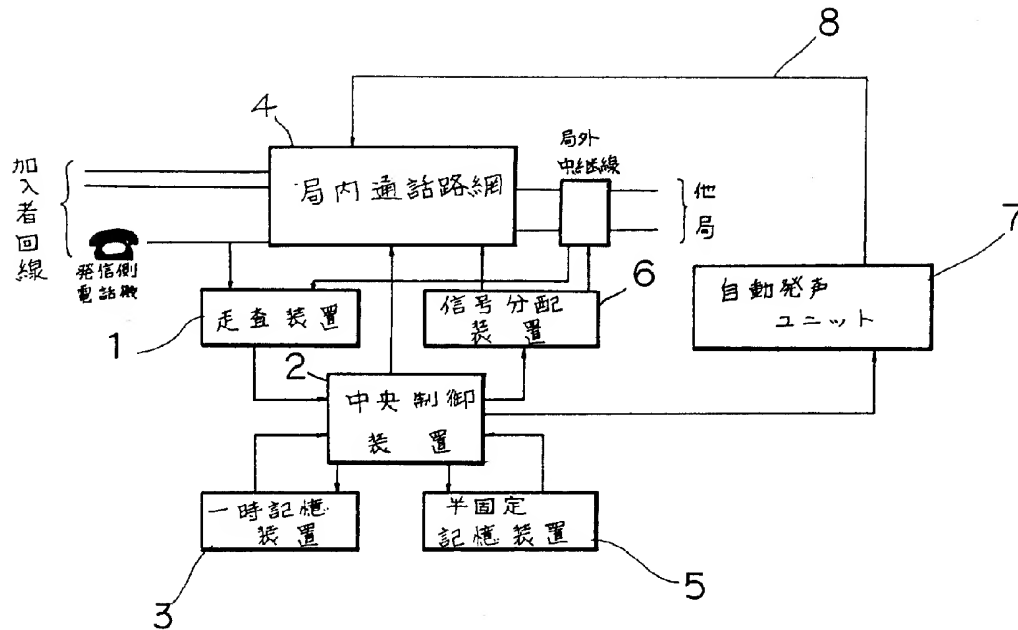 8
4
局外
中継線
加入者回線
局内通話路網
他局
7
発信側
電話機
6
自動発声
ユニット
走査装置
信号分配
装置
1
2
中央制御
装置
一時記憶
装置
半固定
記憶装置
3
5